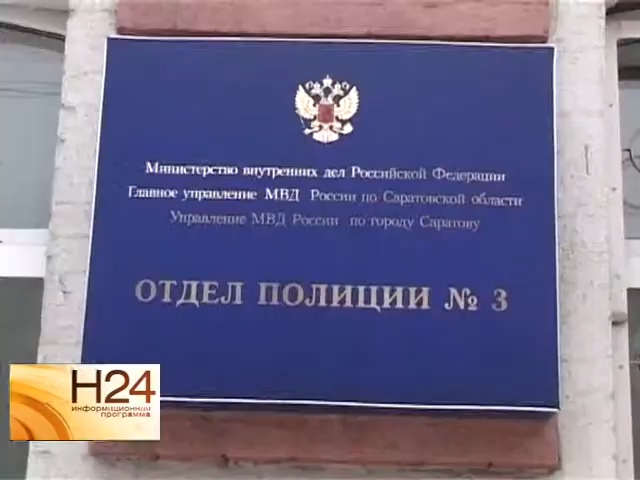 Министерство внутренних дел Российской Федерации
Главное управление МВД России по Саратовской области
Управление МВД России по городу Саратову
ОТДЕЛ ПОЛИЦИИ № 3
Н24
информационная
программа